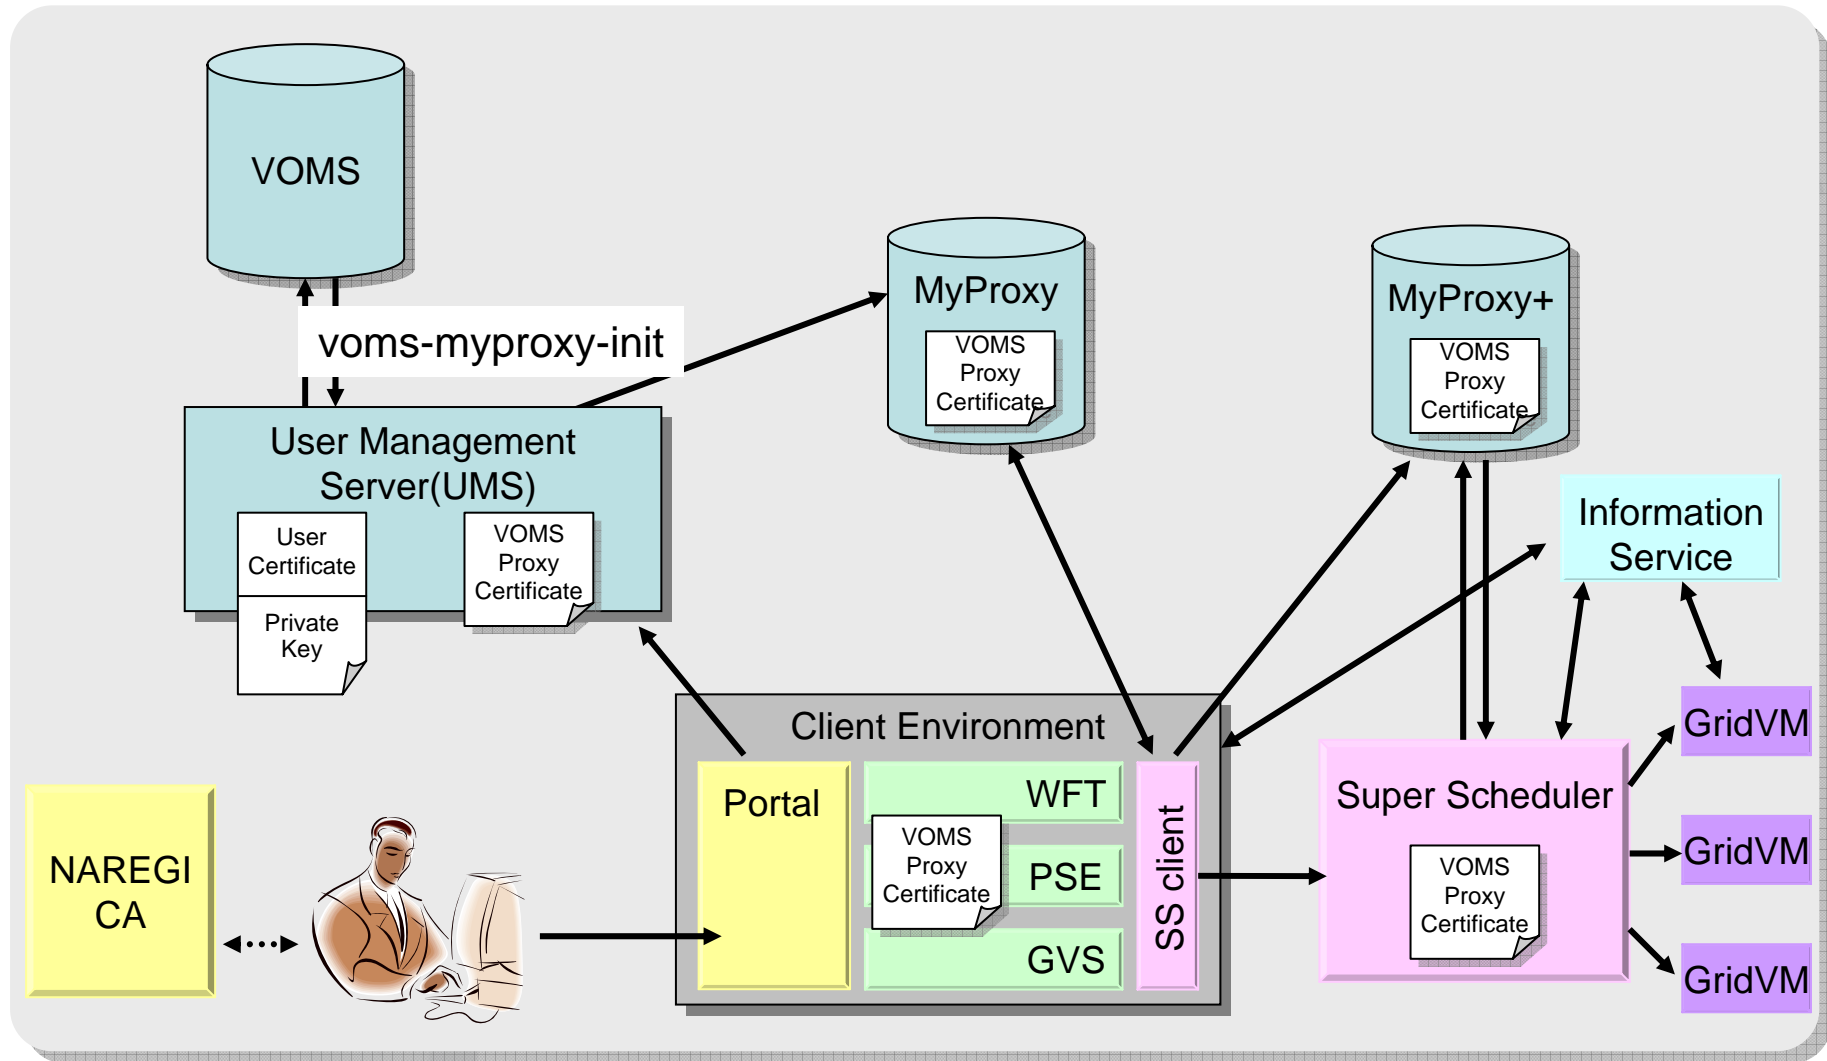 VOMS
voms-myproxy-init
MyProxy
VOMS
Proxy
Certificate
MyProxy+
VOMS
Proxy
Certificate
User Management
Server(UMS)
User
Certificate
Private
Key
VOMS
Proxy
Certificate
Information
Service
Client Environment
Portal
WFT
PSE
GVS
VOMS
Proxy
Certificate
SS client
Super Scheduler
VOMS
Proxy
Certificate
GridVM
GridVM
GridVM
NAREGI
CA